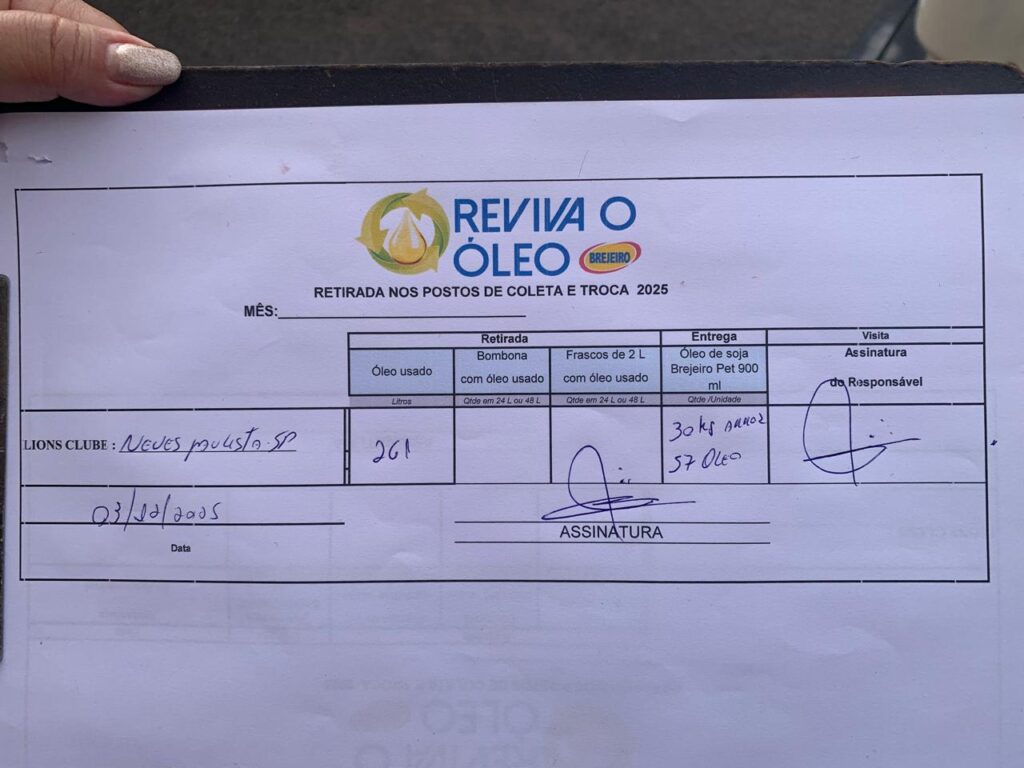 REVIVA O
ÓLEO BREJEIRO
RETIRADA NOS POSTOS DE COLETA E TROCA 2025
MÊS:
Retirada Entrega Visita
Óleo usado
Bombona
com óleo usado
Frascos de 2 L
com óleo usado
Óleo de soja
Brejeiro Pet 900
ml
Assinatura
do Responsável
Litros Qtde em 24 L ou 48 L Qtde em 24 L ou 48 L Qtde /Unidade
LIONS CLUBE : NEVES PAULISTA-SP
261
30 kg ARROZ
57 ÓLEO
03/12/2025
Data
ASSINATURA